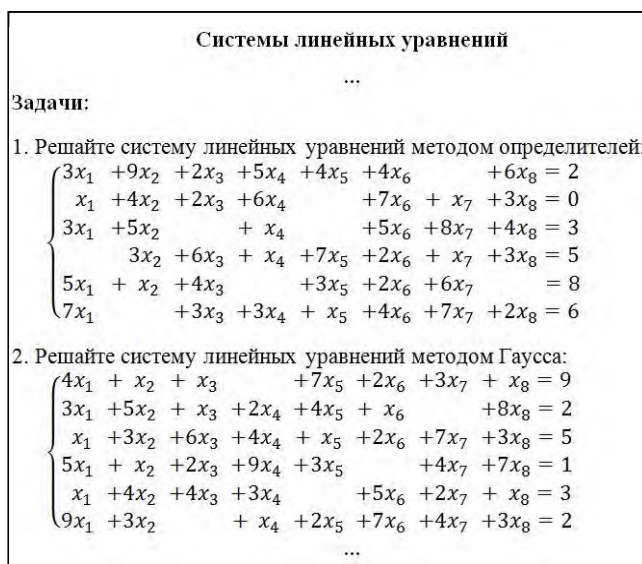 Системы линейных уравнений
...
Задачи:
1. Решайте систему линейных уравнений методом определителей:
3x₁ +9x₂ +2x₃ +5x₄ +4x₅ +4x₆ +6x₈ = 2
x₁ +4x₂ +2x₃ +6x₄ +7x₆ + x₇ +3x₈ = 0
3x₁ +5x₂ + x₄ +5x₆ +8x₇ +4x₈ = 3
3x₂ +6x₃ + x₄ +7x₅ +2x₆ + x₇ +3x₈ = 5
5x₁ + x₂ +4x₃ +3x₅ +2x₆ +6x₇ = 8
7x₁ +3x₃ +3x₄ + x₅ +4x₆ +7x₇ +2x₈ = 6
2. Решайте систему линейных уравнений методом Гаусса:
4x₁ + x₂ + x₃ +7x₅ +2x₆ +3x₇ + x₈ = 9
3x₁ +5x₂ + x₃ +2x₄ +4x₅ + x₆ +8x₈ = 2
x₁ +3x₂ +6x₃ +4x₄ + x₅ +2x₆ +7x₇ +3x₈ = 5
5x₁ + x₂ +2x₃ +9x₄ +3x₅ +4x₇ +7x₈ = 1
x₁ +4x₂ +4x₃ +3x₄ +5x₆ +2x₇ + x₈ = 3
9x₁ +3x₂ + x₄ +2x₅ +7x₆ +4x₇ +3x₈ = 2
...